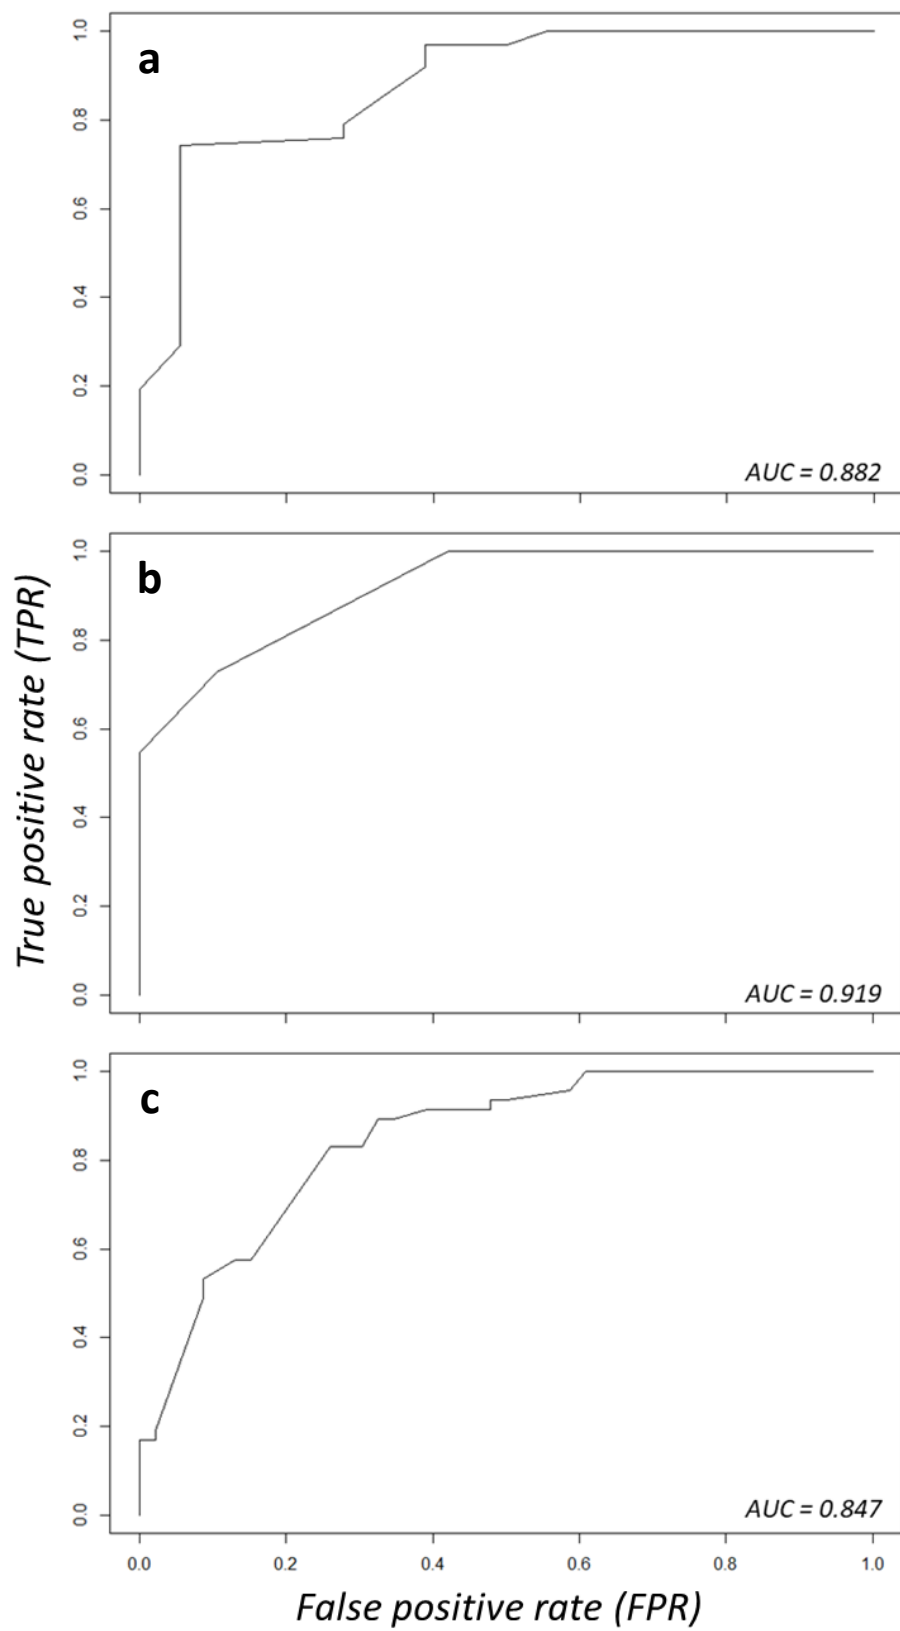 a
1.0
0.8
0.6
0.4
0.2
0.0
AUC = 0.882
True positive rate (TPR)
b
1.0
0.8
0.6
0.4
0.2
0.0
AUC = 0.919
c
1.0
0.8
0.6
0.4
0.2
0.0
AUC = 0.847
0.0 0.2 0.4 0.6 0.8 1.0
False positive rate (FPR)